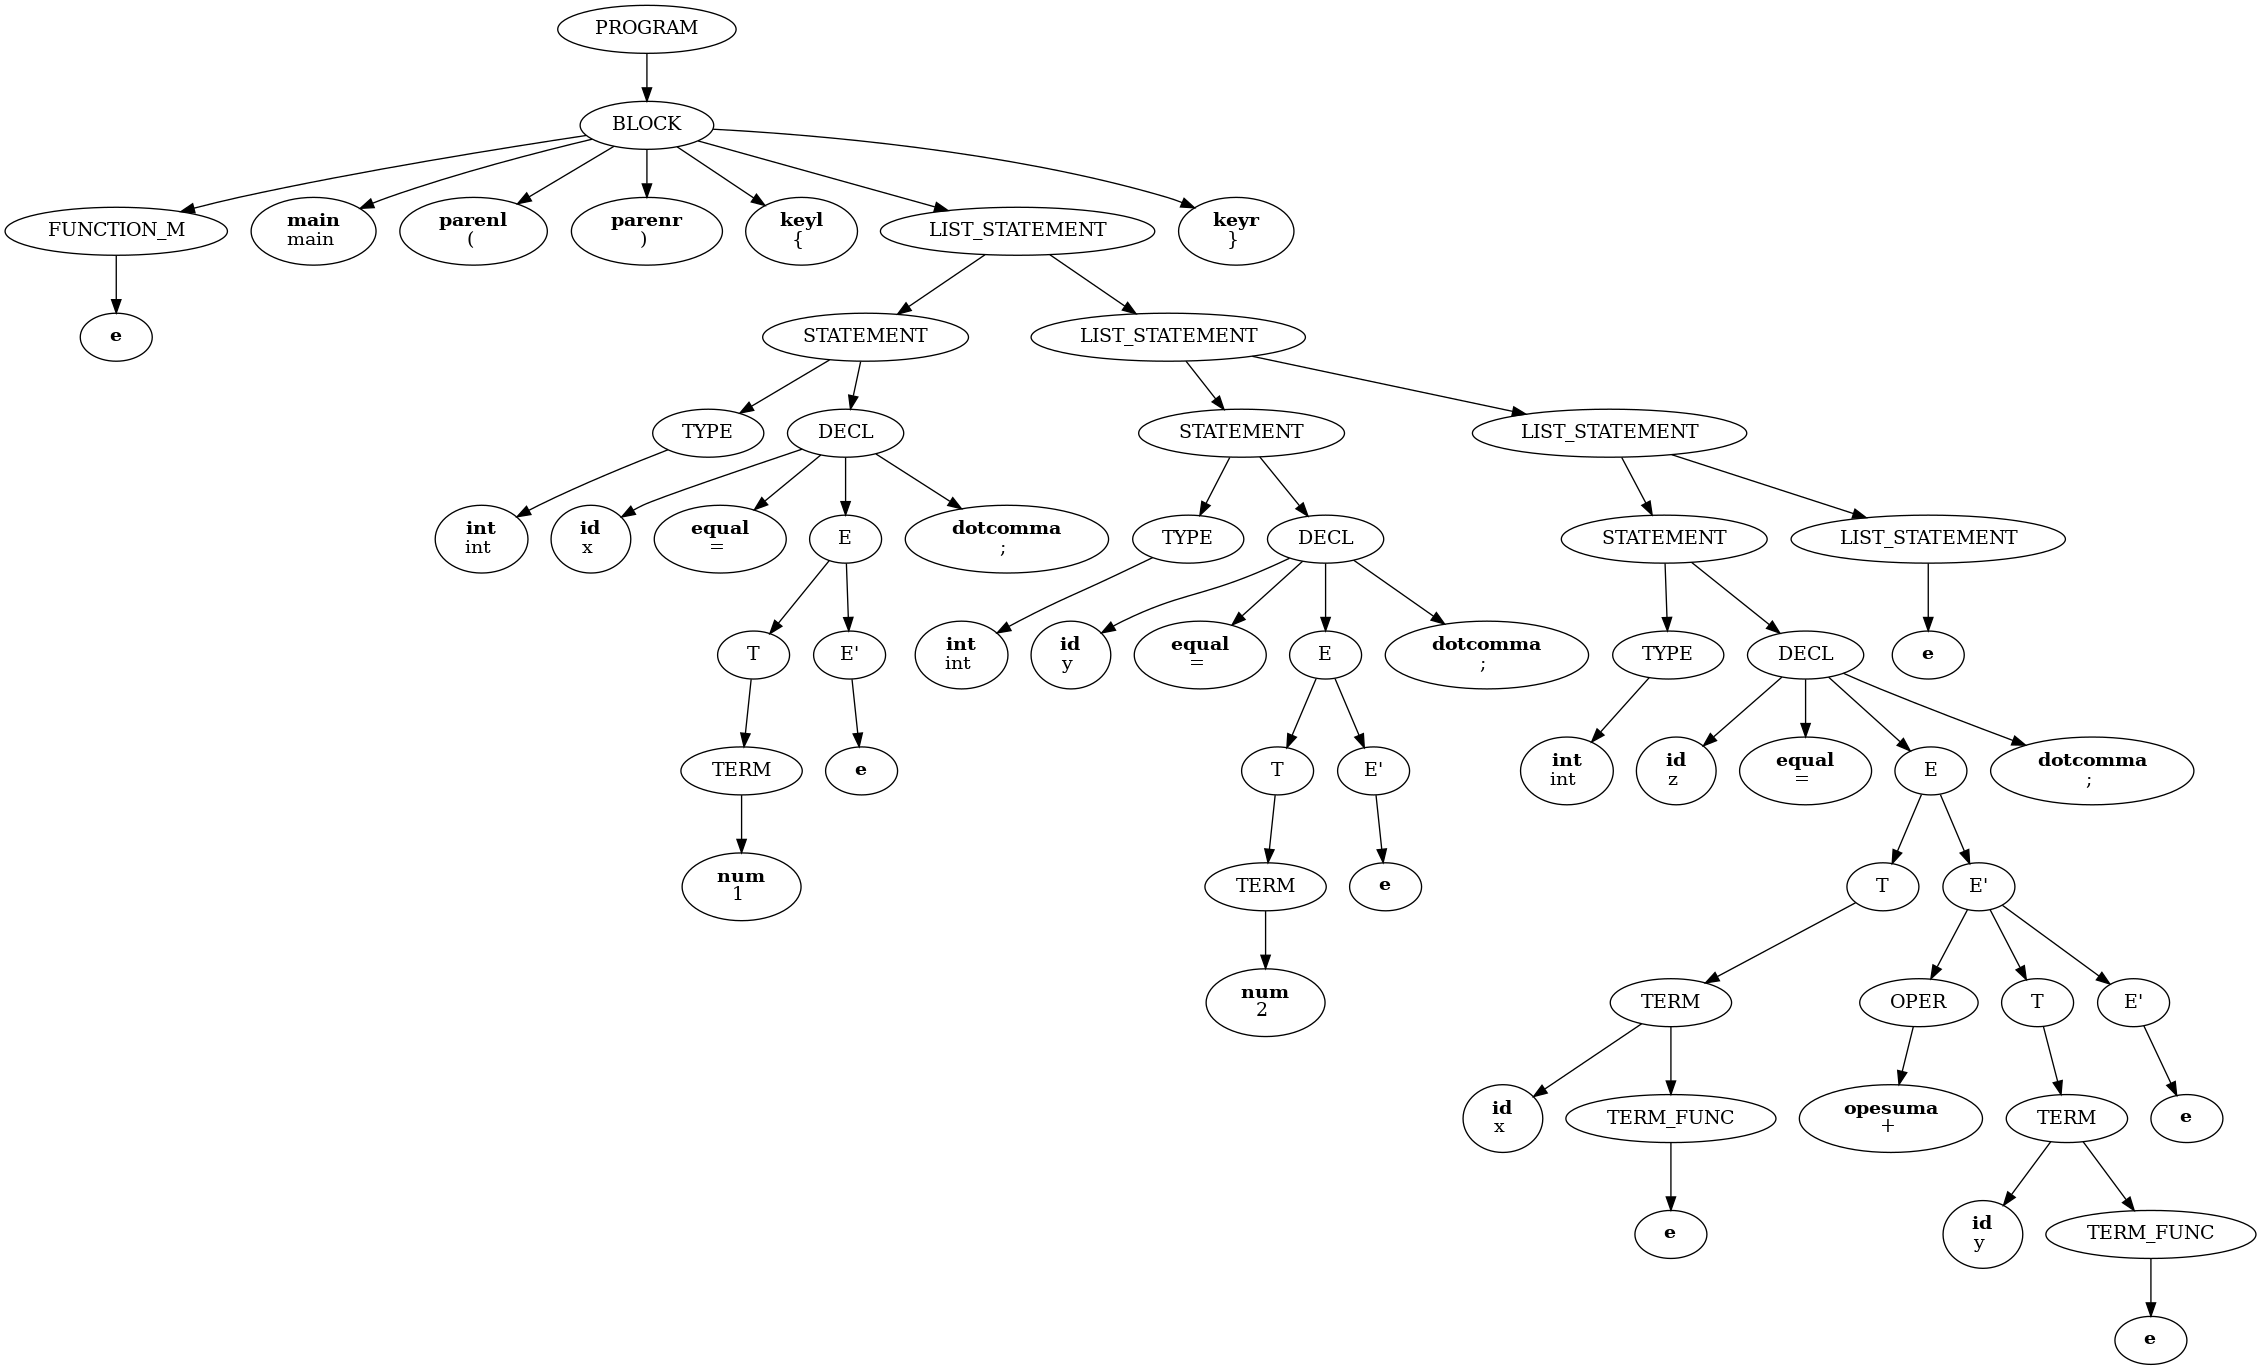 PROGRAM
BLOCK
FUNCTION_M
main
main
parenl
(
parenr
)
keyl
{
LIST_STATEMENT
keyr
}
e
STATEMENT
LIST_STATEMENT
TYPE
DECL
STATEMENT
LIST_STATEMENT
int
int
id
x
equal
=
E
dotcomma
;
TYPE
DECL
STATEMENT
LIST_STATEMENT
T
E'
int
int
id
y
equal
=
E
dotcomma
;
TYPE
DECL
e
TERM
e
T
E'
int
int
id
z
equal
=
E
dotcomma
;
num
1
TERM
e
T
E'
num
2
TERM
OPER
T
E'
id
x
TERM_FUNC
opesuma
+
TERM
e
e
id
y
TERM_FUNC
e